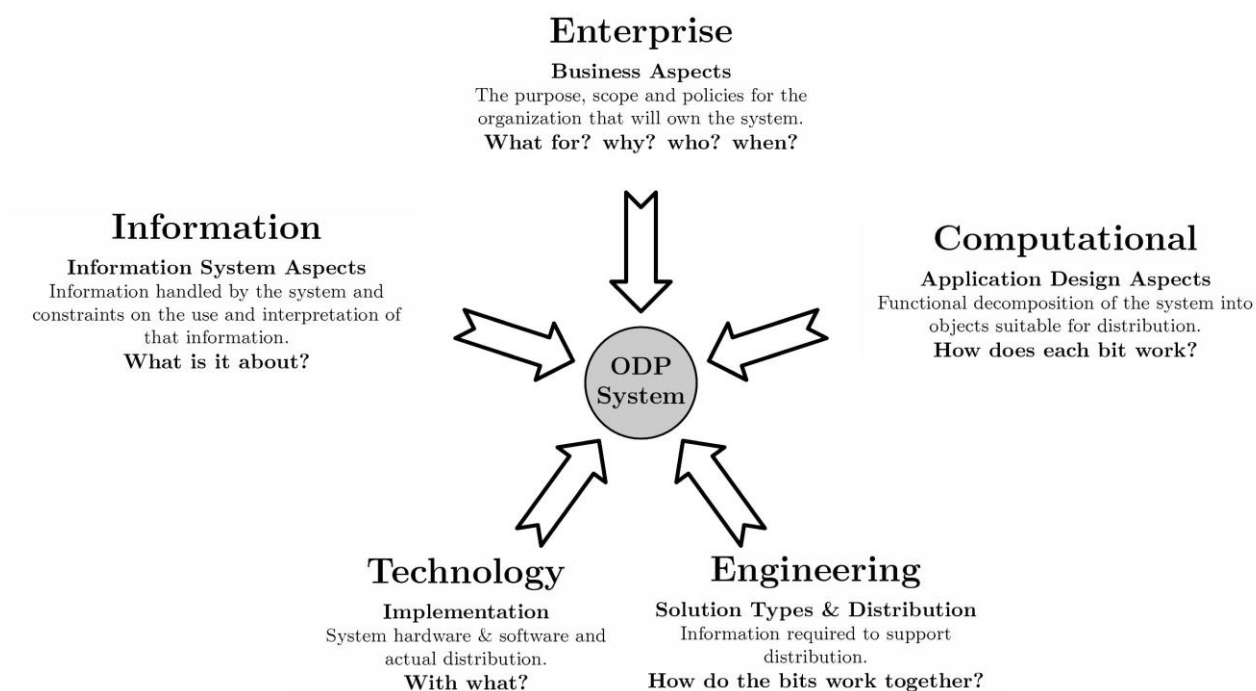 Enterprise
Business Aspects
The purpose, scope and policies for the
organization that will own the system.
What for? why? who? when?
Information
Information System Aspects
Information handled by the system and
constraints on the use and interpretation of
that information.
What is it about?
Computational
Application Design Aspects
Functional decomposition of the system into
objects suitable for distribution.
How does each bit work?
ODP
System
Technology
Implementation
System hardware & software and
actual distribution.
With what?
Engineering
Solution Types & Distribution
Information required to support
distribution.
How do the bits work together?